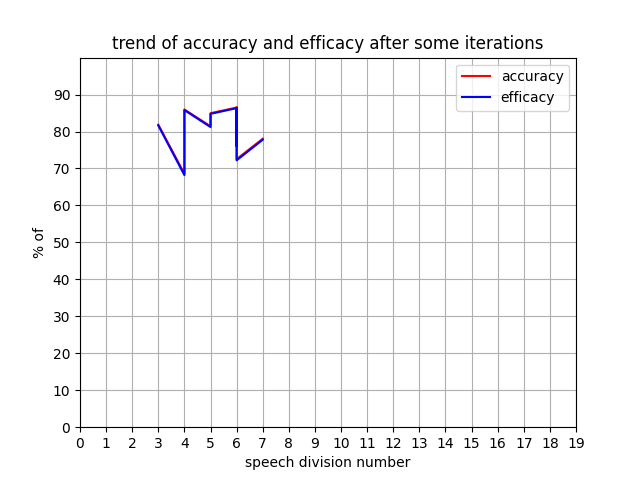 trend of accuracy and efficacy after some iterations
accuracy
efficacy
90
80
70
60
50
40
30
20
10
0
% of
0 1 2 3 4 5 6 7 8 9 10 11 12 13 14 15 16 17 18 19
speech division number